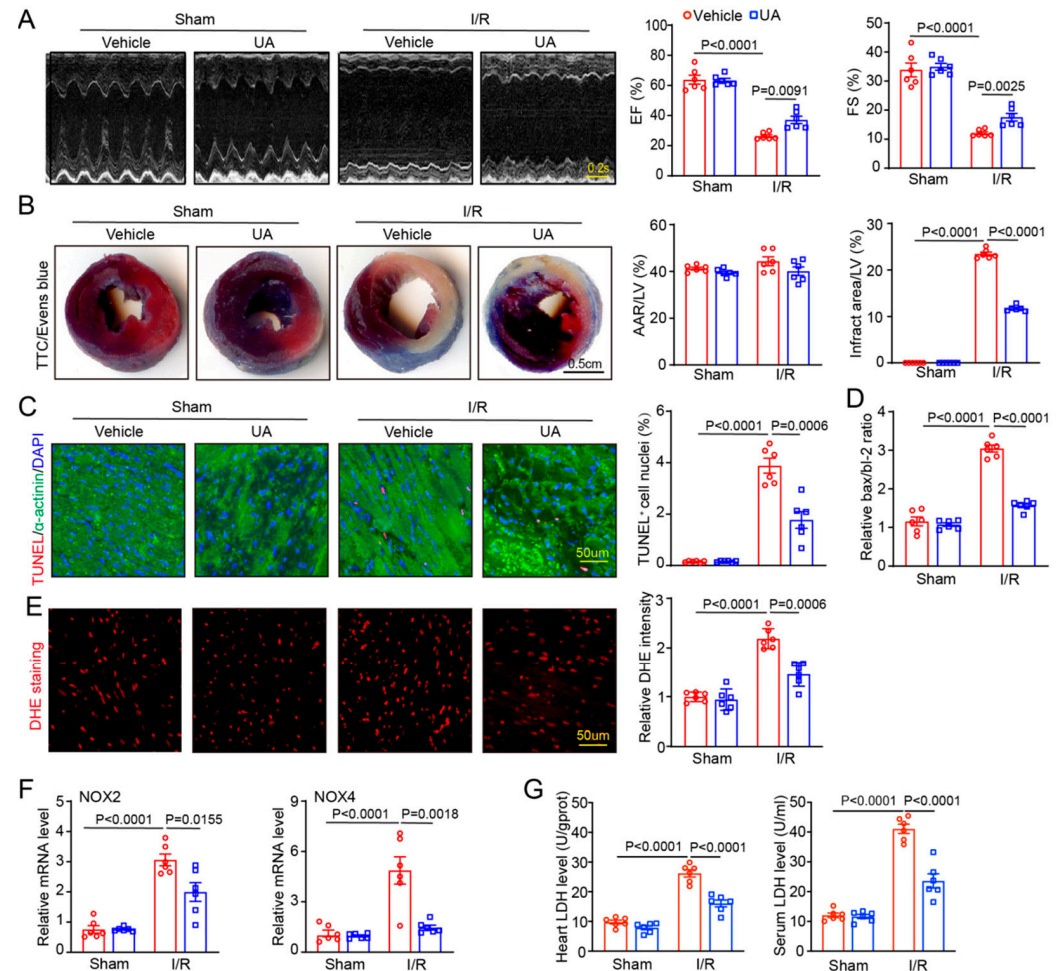 A
Sham
I/R
Vehicle
UA
Vehicle
UA
0.2s
Vehicle
UA
EF (%)
100
80
60
40
20
0
P<0.0001
P=0.0091
Sham
I/R
FS (%)
50
40
30
20
10
0
P<0.0001
P=0.0025
Sham
I/R
B
Sham
I/R
Vehicle
UA
Vehicle
UA
TTC/Evens blue
0.5cm
AAR/LV (%)
60
40
20
0
Sham
I/R
Infract area/LV (%)
30
20
10
0
P<0.0001
P<0.0001
Sham
I/R
C
Sham
I/R
Vehicle
UA
Vehicle
UA
TUNEL/α-actinin/DAPI
50um
TUNEL⁺ cell nuclei (%)
6
4
2
0
P<0.0001
P=0.0006
Sham
I/R
D
Relative bax/bl-2 ratio
4
3
2
1
0
P<0.0001
P<0.0001
Sham
I/R
E
DHE staining
50um
Relative DHE intensity
3
2
1
0
P<0.0001
P=0.0006
Sham
I/R
F
NOX2
Relative mRNA level
5
4
3
2
1
0
P<0.0001
P=0.0155
Sham
I/R
NOX4
Relative mRNA level
9
6
3
0
P<0.0001
P=0.0018
Sham
I/R
G
Heart LDH level (U/gprot)
50
40
30
20
10
0
P<0.0001
P<0.0001
Sham
I/R
Serum LDH level (U/ml)
50
40
30
20
10
0
P<0.0001
P<0.0001
Sham
I/R